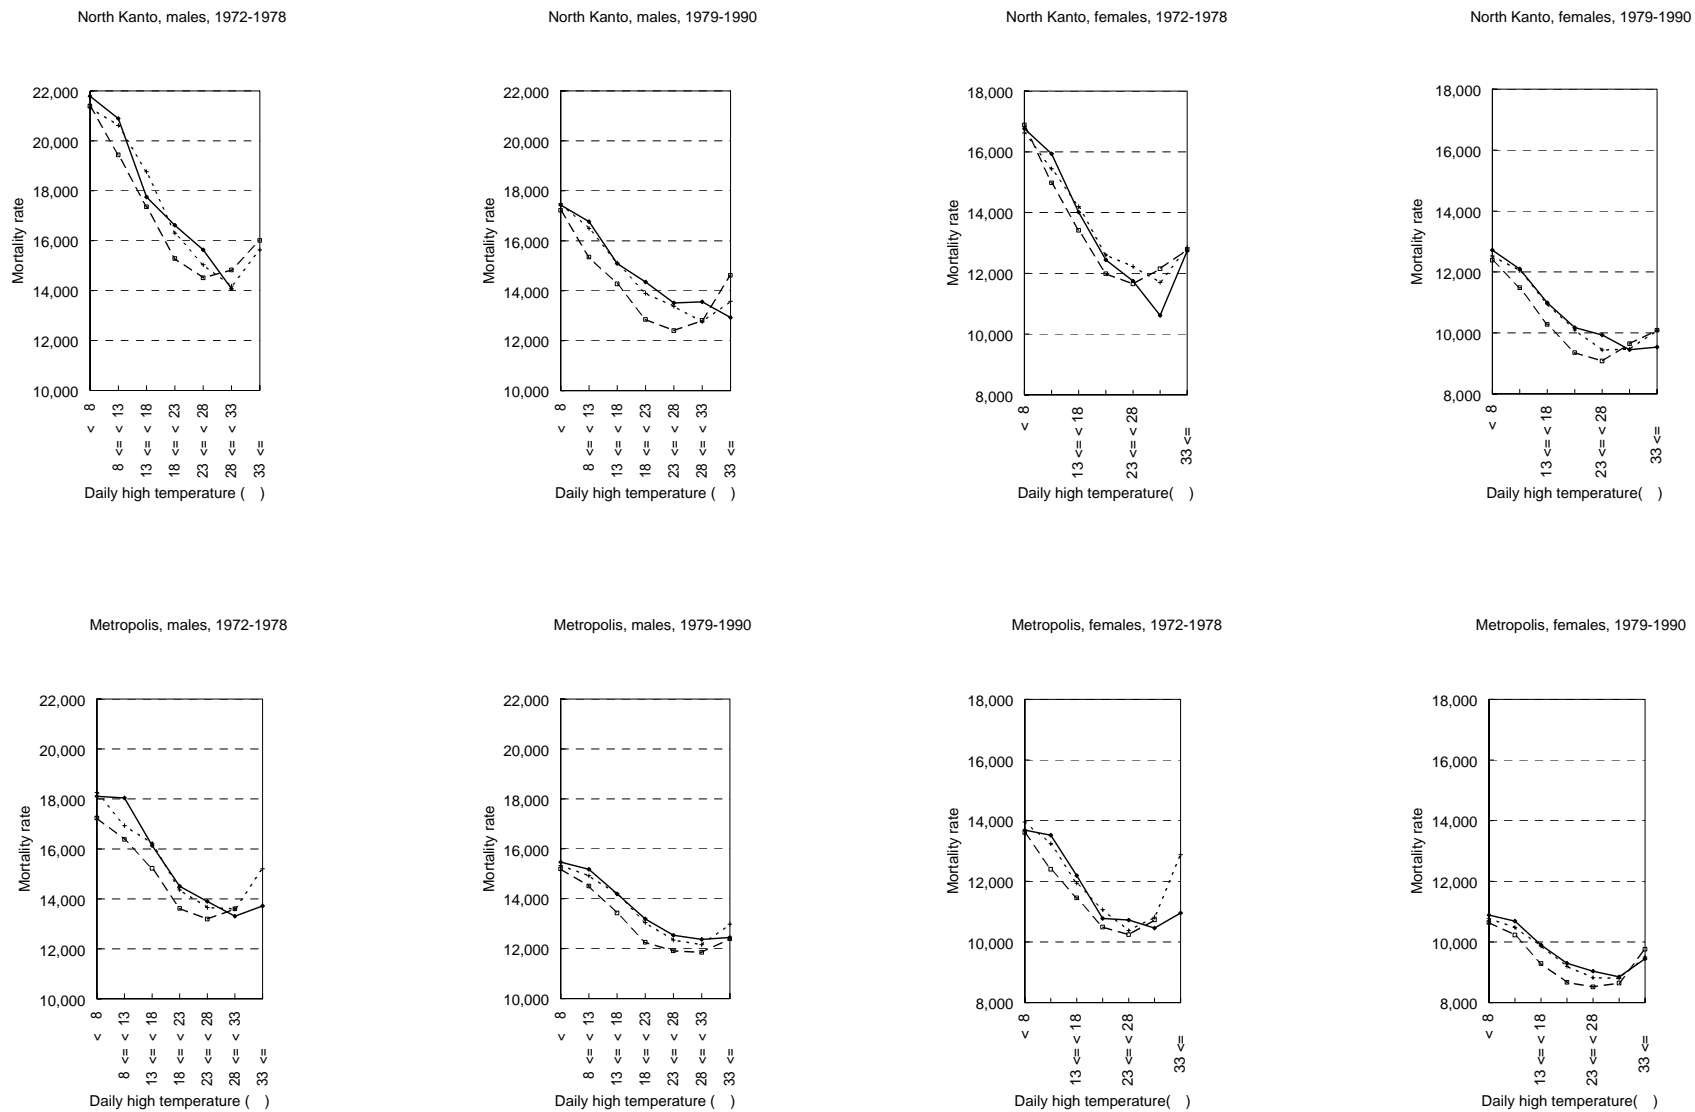 North Kanto, males, 1972-1978
22,000
20,000
18,000
16,000
14,000
12,000
10,000
Mortality rate
< 8
8 <= < 13
13 <= < 18
18 <= < 23
23 <= < 28
28 <= < 33
33 <=
Daily high temperature ( )
North Kanto, males, 1979-1990
22,000
20,000
18,000
16,000
14,000
12,000
10,000
Mortality rate
< 8
8 <= < 13
13 <= < 18
18 <= < 23
23 <= < 28
28 <= < 33
33 <=
Daily high temperature ( )
North Kanto, females, 1972-1978
18,000
16,000
14,000
12,000
10,000
8,000
Mortality rate
< 8
13 <= < 18
23 <= < 28
33 <=
Daily high temperature( )
North Kanto, females, 1979-1990
18,000
16,000
14,000
12,000
10,000
8,000
Mortality rate
< 8
13 <= < 18
23 <= < 28
33 <=
Daily high temperature( )
Metropolis, males, 1972-1978
22,000
20,000
18,000
16,000
14,000
12,000
10,000
Mortality rate
< 8
8 <= < 13
13 <= < 18
18 <= < 23
23 <= < 28
28 <= < 33
33 <=
Daily high temperature ( )
Metropolis, males, 1979-1990
22,000
20,000
18,000
16,000
14,000
12,000
10,000
Mortality rate
< 8
8 <= < 13
13 <= < 18
18 <= < 23
23 <= < 28
28 <= < 33
33 <=
Daily high temperature ( )
Metropolis, females, 1972-1978
18,000
16,000
14,000
12,000
10,000
8,000
Mortality rate
< 8
13 <= < 18
23 <= < 28
33 <=
Daily high temperature( )
Metropolis, females, 1979-1990
18,000
16,000
14,000
12,000
10,000
8,000
Mortality rate
< 8
13 <= < 18
23 <= < 28
33 <=
Daily high temperature( )